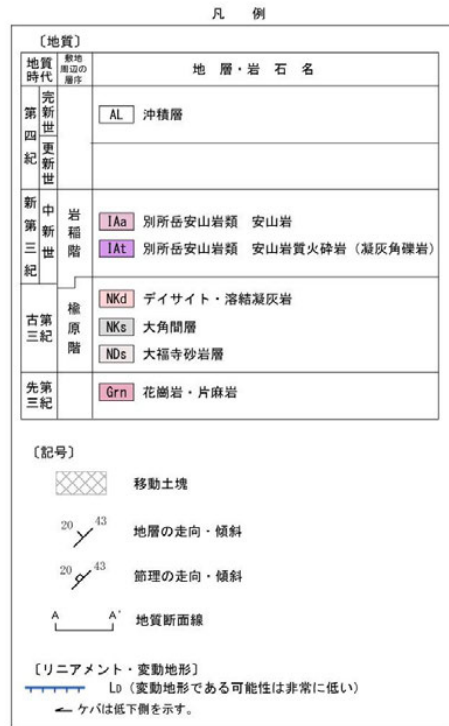 凡 例
〔地質〕
地質時代 敷地周辺の層序 地 層・岩 石 名
第四紀 完新世 AL 沖積層
更新世
新第三紀 中新世 岩稲階 IAa 別所岳安山岩類 安山岩
IAt 別所岳安山岩類 安山岩質火砕岩（凝灰角礫岩）
古第三紀 楡原階 NKd デイサイト・溶結凝灰岩
NKs 大角間層
NDs 大福寺砂岩層
先第三紀 Grn 花崗岩・片麻岩
〔記号〕
移動土塊
20 43 地層の走向・傾斜
20 43 節理の走向・傾斜
A A' 地質断面線
〔リニアメント・変動地形〕
LD（変動地形である可能性は非常に低い）
ケバは低下側を示す。